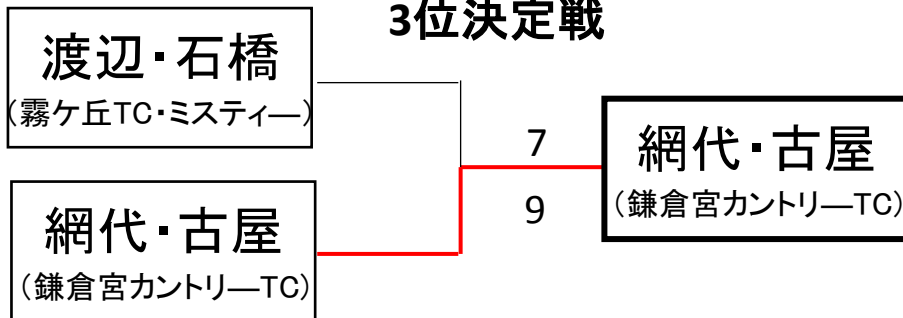 3位決定戦
渡辺・石橋
(霧ケ丘TC・ミスティ―)
7
9
網代・古屋
(鎌倉宮カントリ―TC)
網代・古屋
(鎌倉宮カントリ―TC)